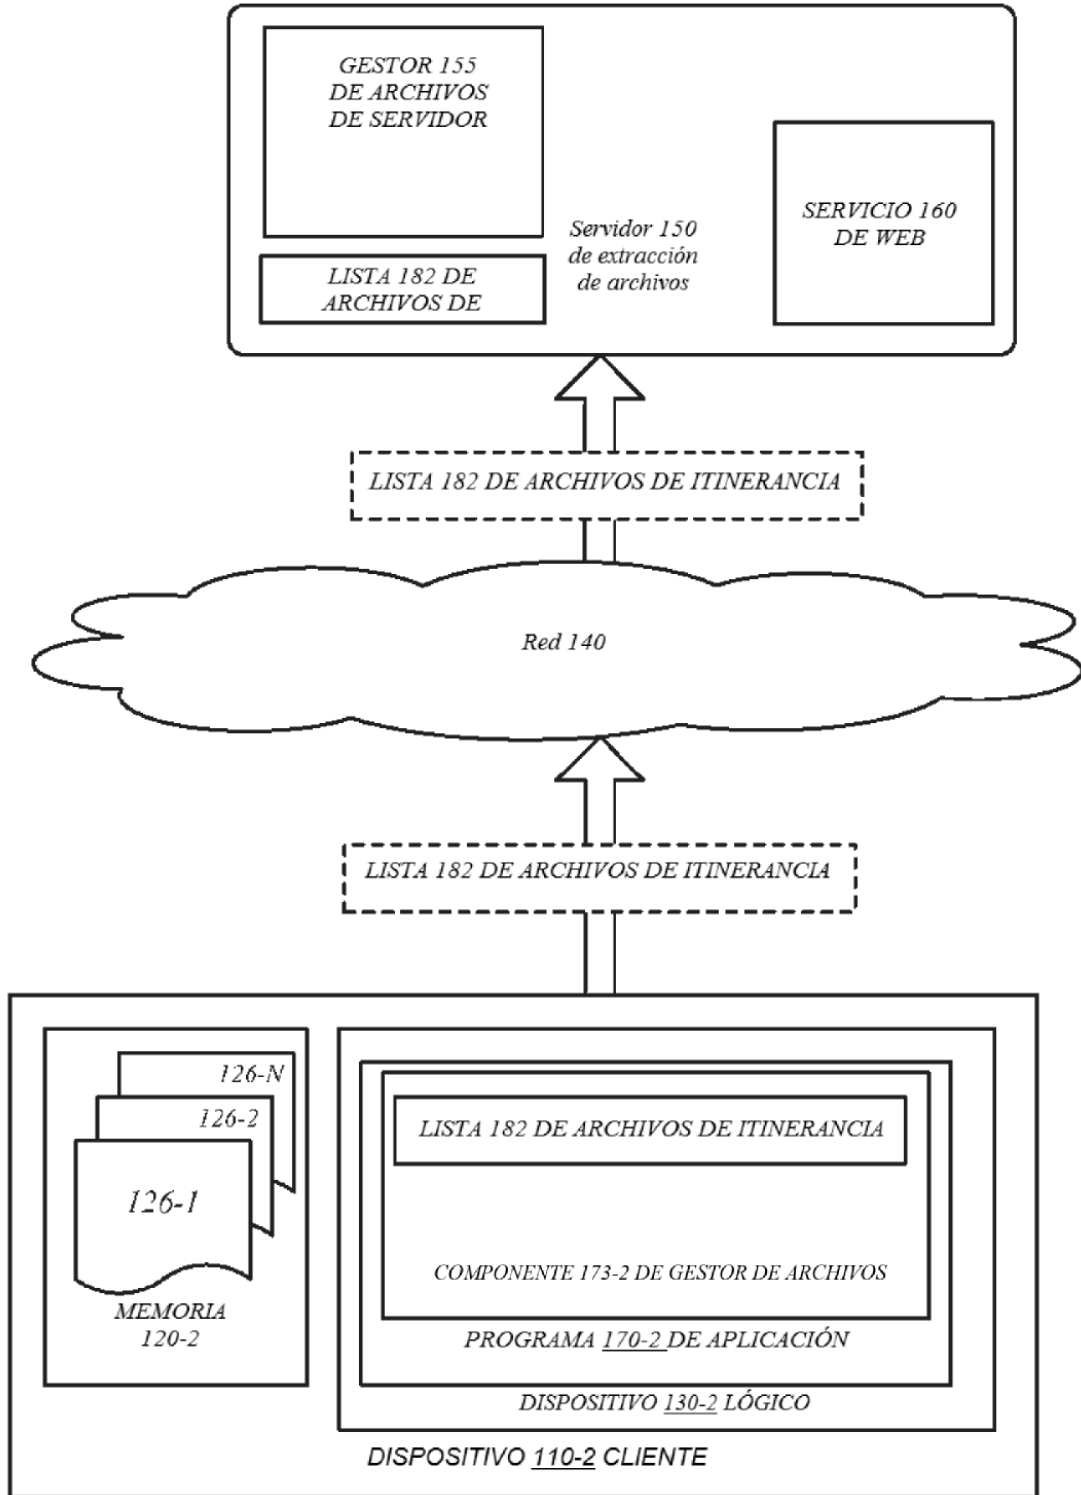 GESTOR 155
DE ARCHIVOS
DE SERVIDOR
LISTA 182 DE
ARCHIVOS DE
Servidor 150
de extracción
de archivos
SERVICIO 160
DE WEB
LISTA 182 DE ARCHIVOS DE ITINERANCIA
Red 140
LISTA 182 DE ARCHIVOS DE ITINERANCIA
126-N
126-2
126-1
MEMORIA
120-2
LISTA 182 DE ARCHIVOS DE ITINERANCIA
COMPONENTE 173-2 DE GESTOR DE ARCHIVOS
PROGRAMA 170-2 DE APLICACIÓN
DISPOSITIVO 130-2 LÓGICO
DISPOSITIVO 110-2 CLIENTE